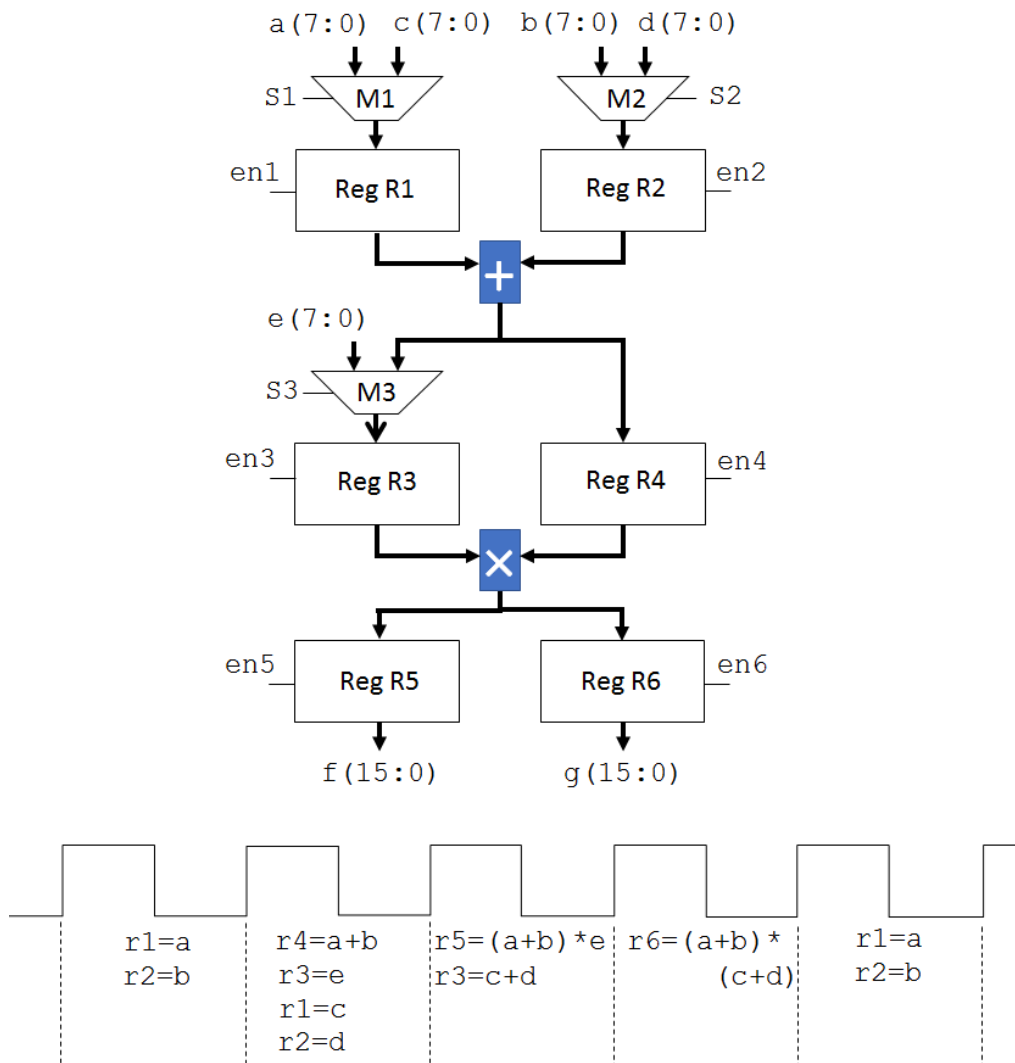 a(7:0) c(7:0) b(7:0) d(7:0)
S1 M1 M2 S2
en1 Reg R1 Reg R2 en2
+
e(7:0)
S3 M3
en3 Reg R3 Reg R4 en4
×
en5 Reg R5 Reg R6 en6
f(15:0) g(15:0)
r1=a r4=a+b r5=(a+b)*e r6=(a+b)* r1=a
r2=b r3=e r3=c+d (c+d) r2=b
r1=c
r2=d